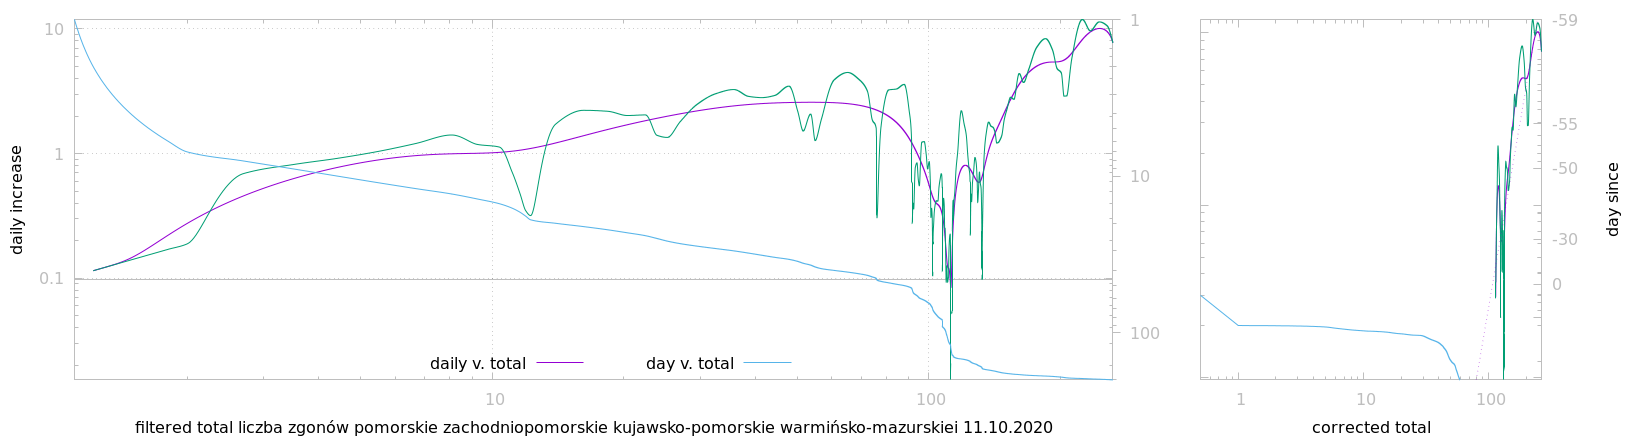 10
1
0.1
daily increase
daily v. total
day v. total
10
100
1
10
100
filtered total liczba zgonów pomorskie zachodniopomorskie kujawsko-pomorskie warmińsko-mazurskiei 11.10.2020
-59
-55
-50
-30
0
day since
1
10
100
corrected total